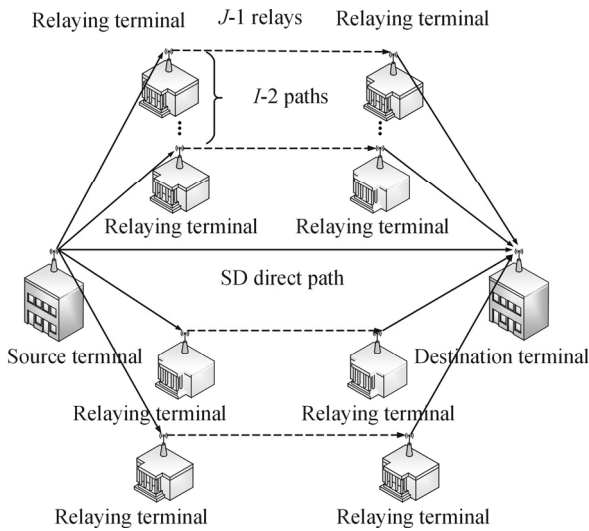 Relaying terminal
J-1 relays
Relaying terminal
I-2 paths
Relaying terminal
Relaying terminal
SD direct path
Source terminal
Destination terminal
Relaying terminal
Relaying terminal
Relaying terminal
Relaying terminal